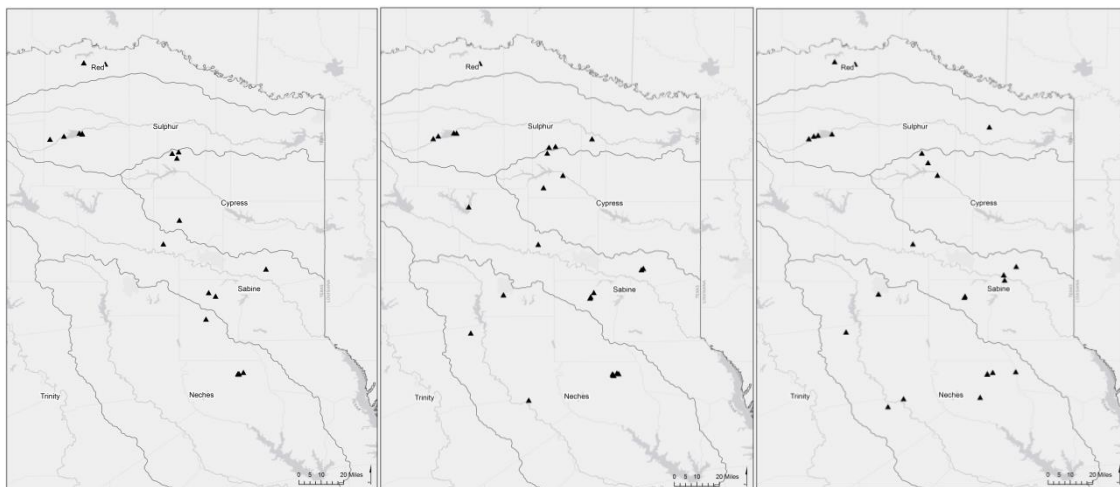 Red
Sulphur
Cypress
Sabine
Trinity
Neches
0 5 10 20 Miles
Red
Sulphur
Cypress
Sabine
Trinity
Neches
0 5 10 20 Miles
Red
Sulphur
Cypress
Sabine
Trinity
Neches
0 5 10 20 Miles